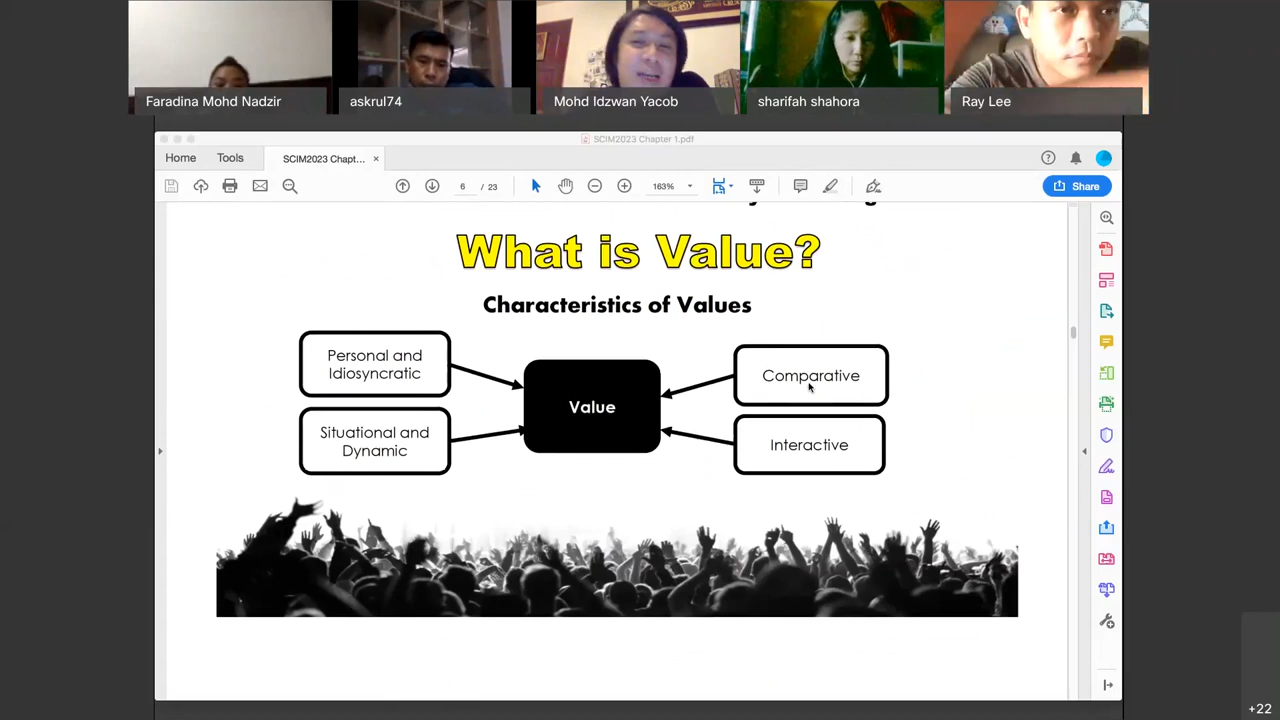 Faradina Mohd Nadzir
askrul74
Mohd Idzwan Yacob
sharifah shahora
Ray Lee
SCIM2023 Chapter 1.pdf
Home
Tools
SCIM2023 Chapt...
6 / 23
163%
Share
What is Value?
Characteristics of Values
Personal and
Idiosyncratic
Situational and
Dynamic
Value
Comparative
Interactive
+22